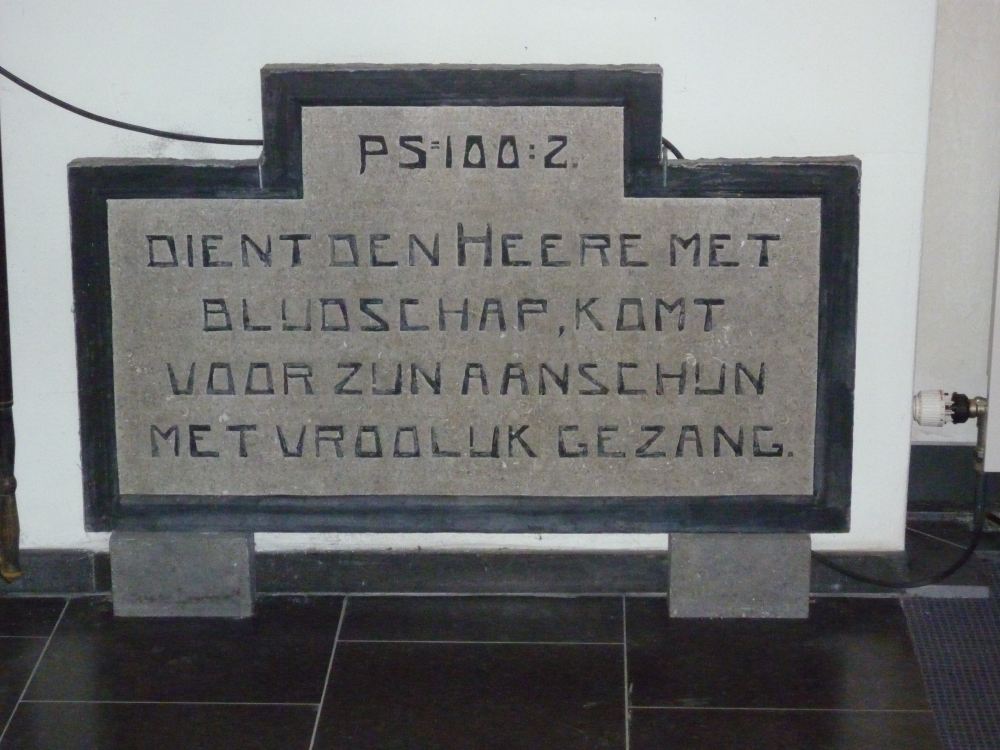 PS=100:2.
DIENT DEN HEERE MET
BLIJDSCHAP, KOMT
VOOR ZIJN AANSCHIJN
MET VROOLIJK GEZANG.